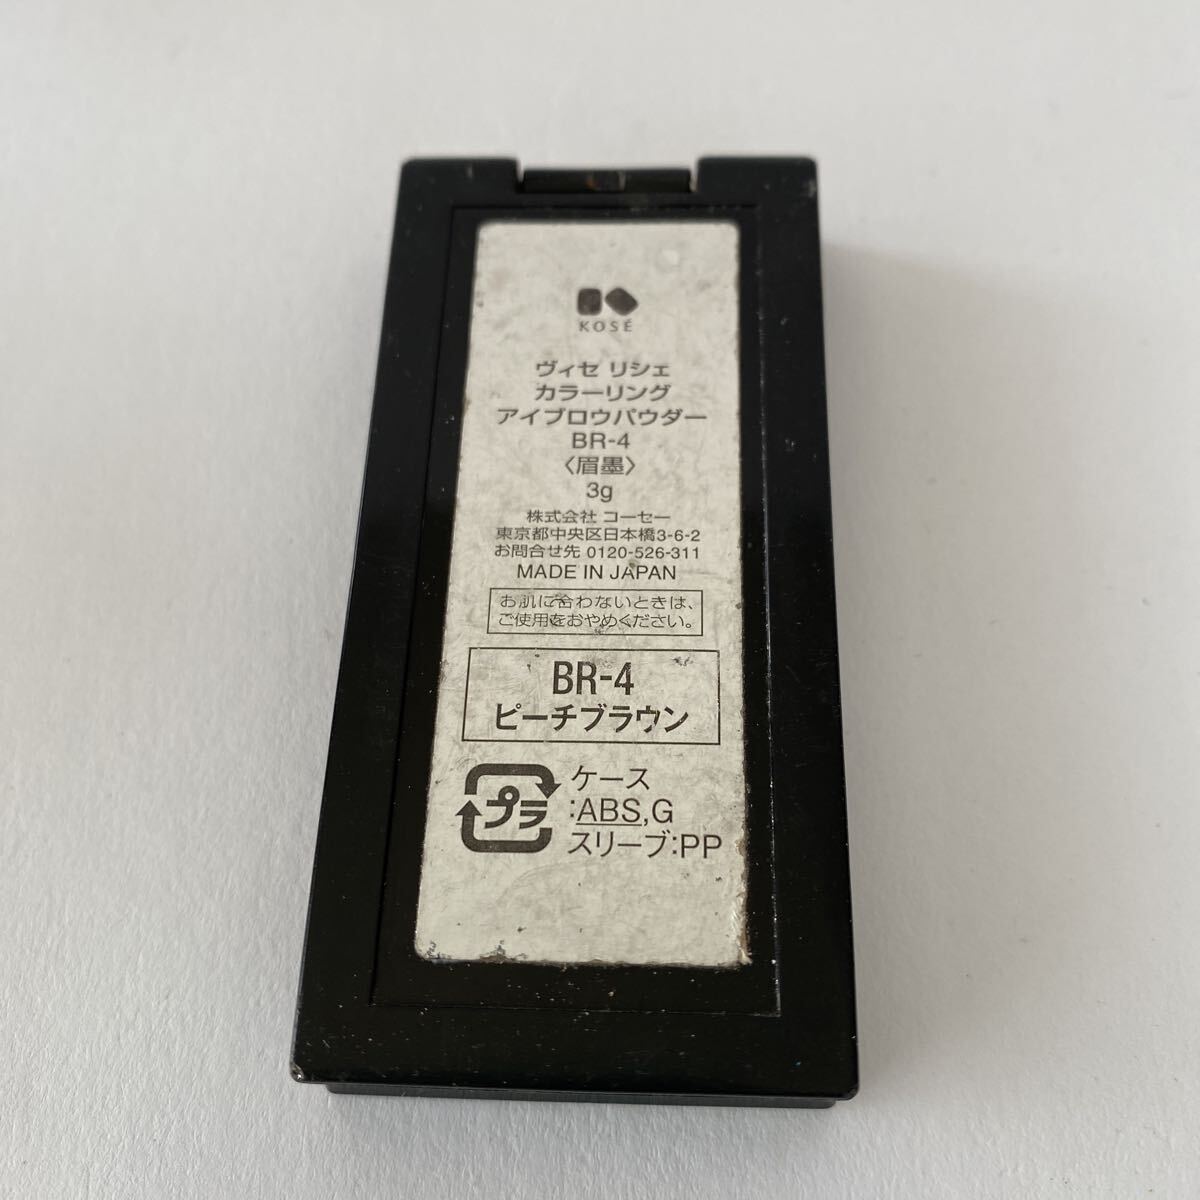 KOSÉ
ヴィセ リシェ
カラーリング
アイブロウパウダー
BR-4
〈眉墨〉
3g
株式会社 コーセー
東京都中央区日本橋3-6-2
お問合せ先 0120-526-311
MADE IN JAPAN
お肌に合わないときは、
ご使用をおやめください。
BR-4
ピーチブラウン
プラ
ケース
:ABS,G
スリーブ:PP